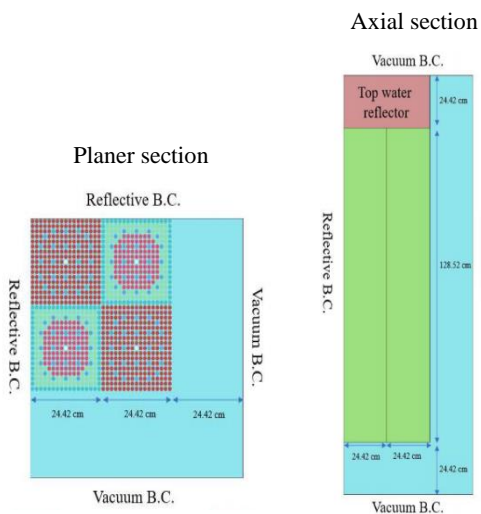 Axial section
Vacuum B.C.
Top water
reflector
24.42 cm
Reflective B.C.
128.52 cm
24.42 cm
24.42 cm
24.42 cm
Vacuum B.C.
Planer section
Reflective B.C.
Reflective B.C.
Vacuum B.C.
24.42 cm
24.42 cm
24.42 cm
Vacuum B.C.